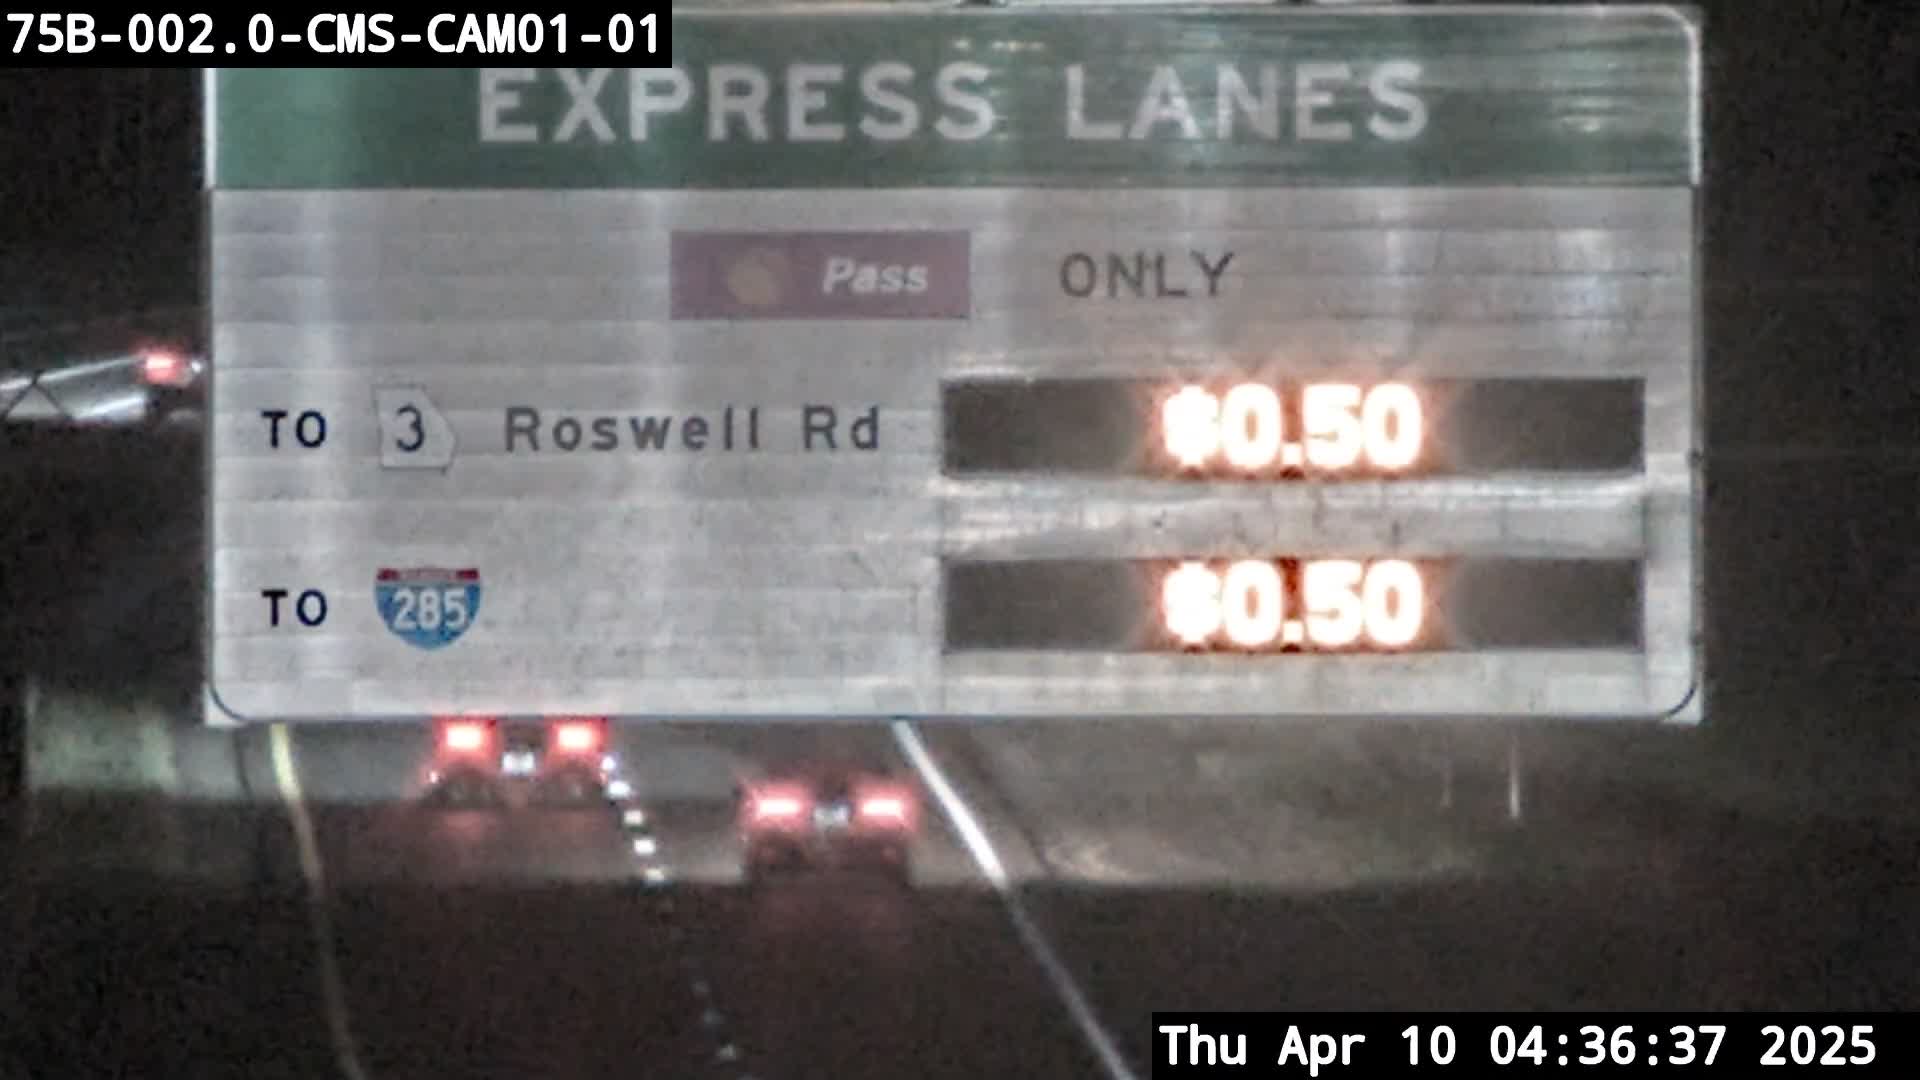 75B-002.0-CMS-CAM01-01
EXPRESS LANES
Pass ONLY
TO 3 Roswell Rd $0.50
TO 285 $0.50
Thu Apr 10 04:36:37 2025